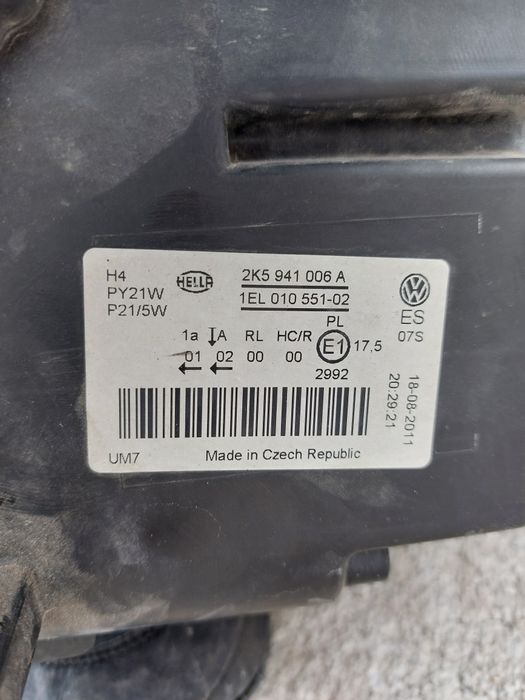 H4
PY21W
P21/5W
HELLA
2K5 941 006 A
1EL 010 551-02
VW
ES
07S
PL
1a A RL HC/R E1 17,5
01 02 00 00
2992
18-08-2011
20:29:21
UM7 Made in Czech Republic